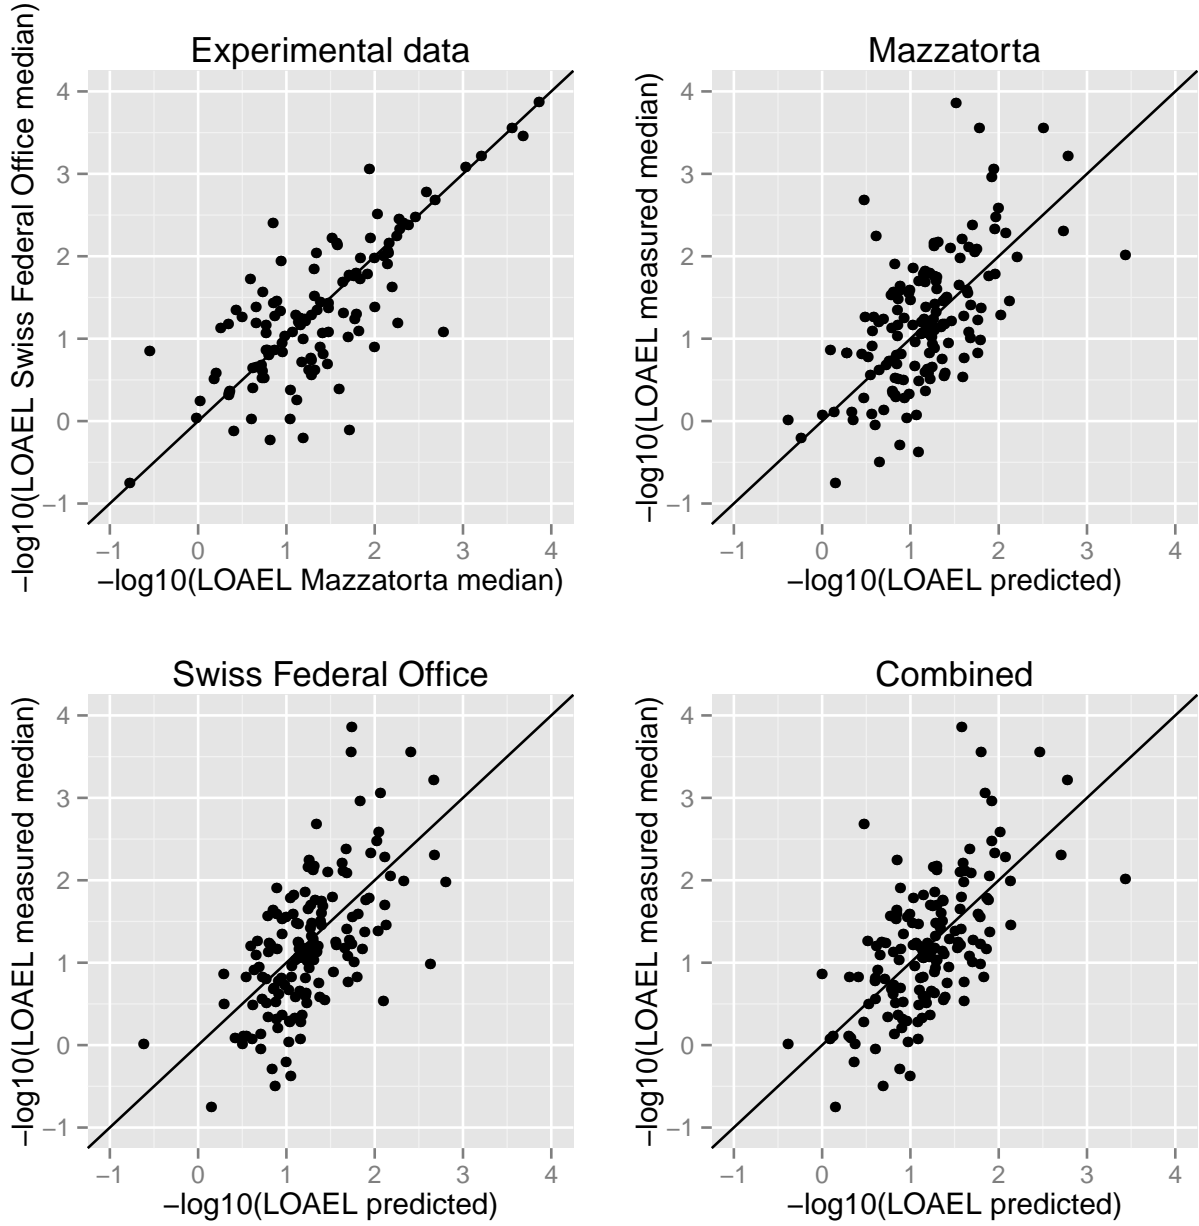 Experimental data
−log10(LOAEL Swiss Federal Office median)
4
3
2
1
0
−1
−1 0 1 2 3 4
−log10(LOAEL Mazzatorta median)
Mazzatorta
−log10(LOAEL measured median)
4
3
2
1
0
−1
−1 0 1 2 3 4
−log10(LOAEL predicted)
Swiss Federal Office
−log10(LOAEL measured median)
4
3
2
1
0
−1
−1 0 1 2 3 4
−log10(LOAEL predicted)
Combined
−log10(LOAEL measured median)
4
3
2
1
0
−1
−1 0 1 2 3 4
−log10(LOAEL predicted)